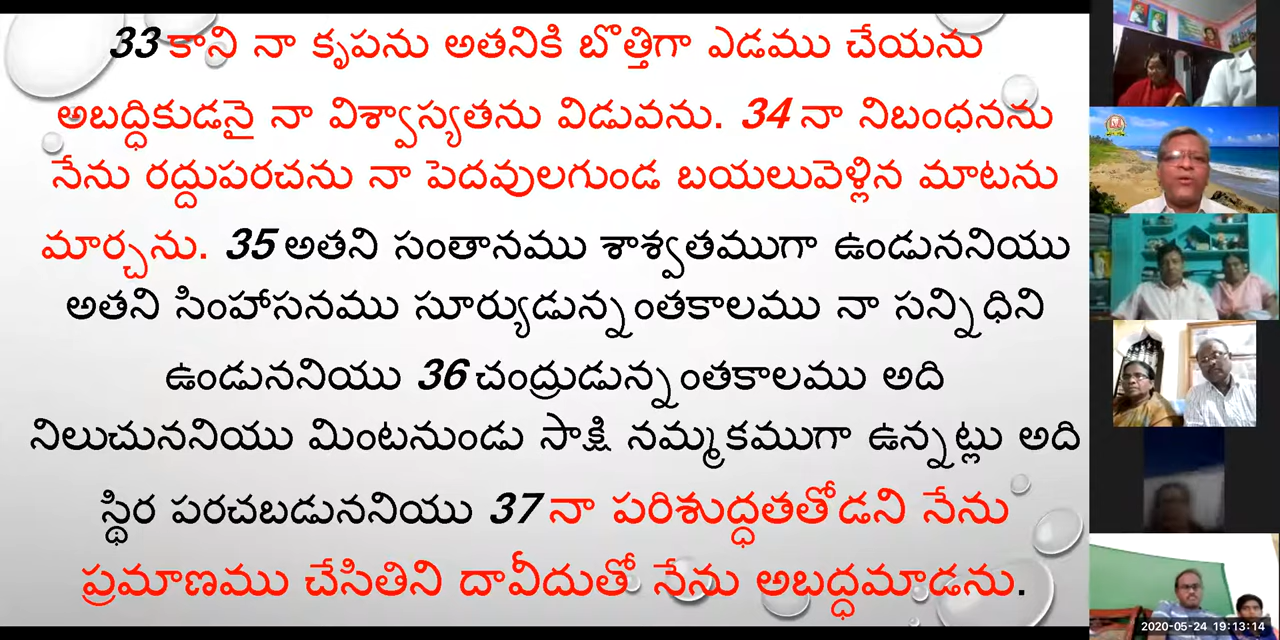 33 కాని నా కృపను అతనికి బొత్తిగా ఎడము చేయను
అబద్ధికుడనై నా విశ్వాస్యతను విడువను. 34 నా నిబంధనను
నేను రద్దుపరచను నా పెదవులగుండ బయలువెళ్లిన మాటను
మార్చను. 35 అతని సంతానము శాశ్వతముగా ఉండుననియు
అతని సింహాసనము సూర్యుడున్నంతకాలము నా సన్నిధిని
ఉండుననియు 36 చంద్రుడున్నంతకాలము అది
నిలుచుననియు మింటనుండు సాక్షి నమ్మకముగా ఉన్నట్లు అది
స్థిర పరచబడుననియు 37 నా పరిశుద్ధతతోడని నేను
ప్రమాణము చేసితిని దావీదుతో నేను అబద్ధమాడను.
2020-05-24 19:13:14